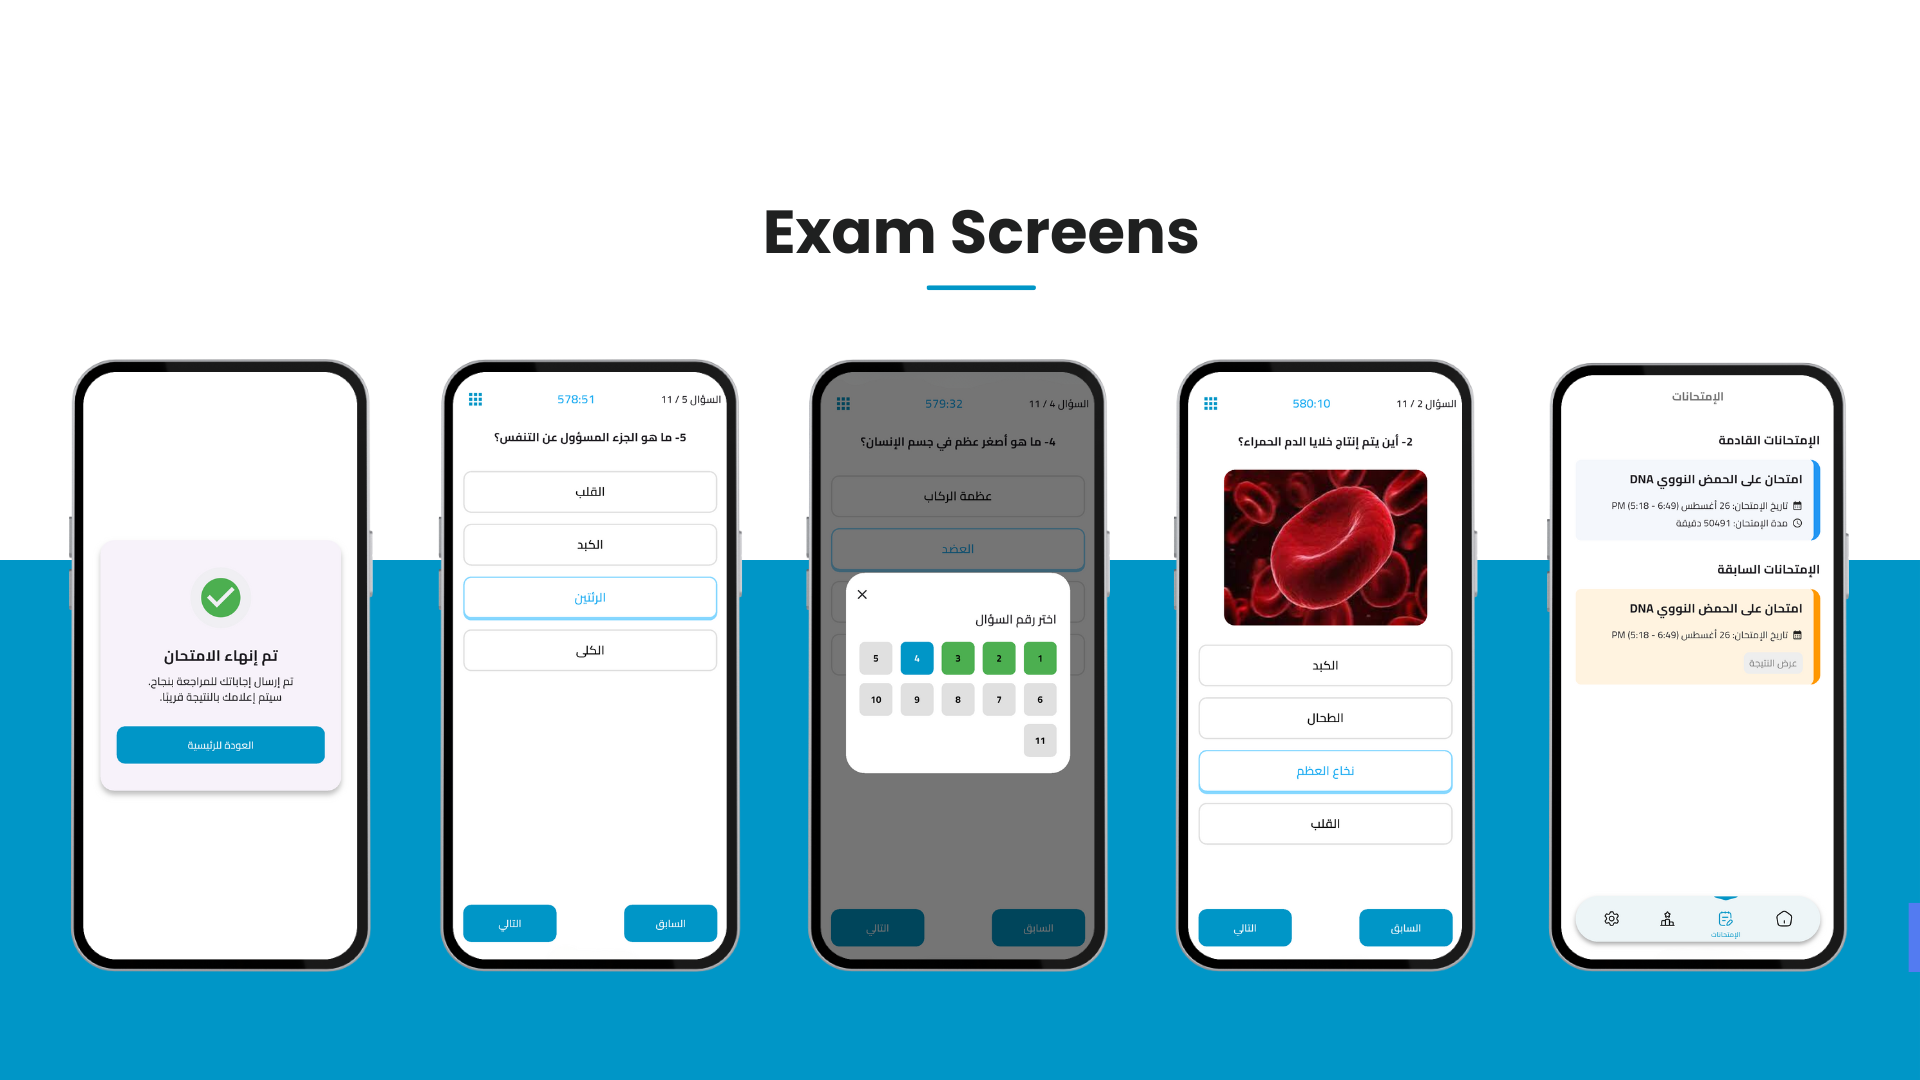 Exam Screens
الإمتحانات
الإمتحانات القادمة
امتحان على الحمض النووي DNA
تاريخ الإمتحان: 26 أغسطس (6:49 - 5:18) PM
مدة الإمتحان: 50491 دقيقة
الإمتحانات السابقة
امتحان على الحمض النووي DNA
تاريخ الإمتحان: 26 أغسطس (6:49 - 5:18) PM
عرض النتيجة
الإمتحانات
السؤال 2 / 11
580:10
2- أين يتم إنتاج خلايا الدم الحمراء؟
الكبد
الطحال
نخاع العظم
القلب
السابق
التالي
السؤال 4 / 11
579:32
4- ما هو أصغر عظم في جسم الإنسان؟
عظمة الركاب
العضد
اختر رقم السؤال
1 2 3 4 5
6 7 8 9 10
11
السابق
التالي
السؤال 5 / 11
578:51
5- ما هو الجزء المسؤول عن التنفس؟
القلب
الكبد
الرئتين
الكلى
السابق
التالي
تم إنهاء الامتحان
تم إرسال إجاباتك للمراجعة بنجاح.
سيتم إعلامك بالنتيجة قريبًا.
العودة للرئيسية